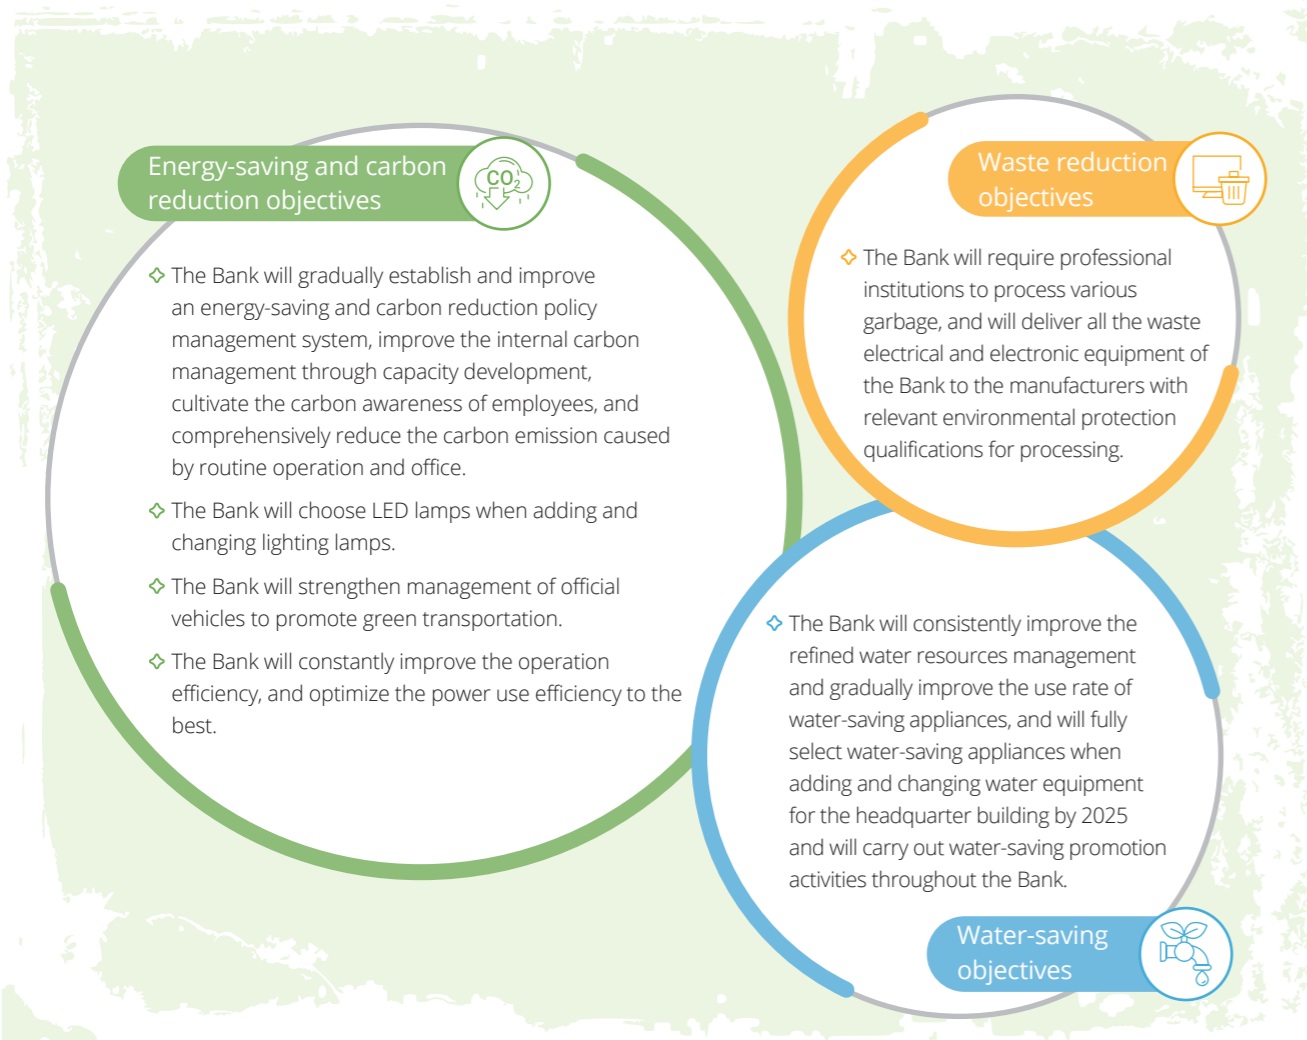 Energy-saving and carbon
reduction objectives
CO2
The Bank will gradually establish and improve
an energy-saving and carbon reduction policy
management system, improve the internal carbon
management through capacity development,
cultivate the carbon awareness of employees, and
comprehensively reduce the carbon emission caused
by routine operation and office.
The Bank will choose LED lamps when adding and
changing lighting lamps.
The Bank will strengthen management of official
vehicles to promote green transportation.
The Bank will constantly improve the operation
efficiency, and optimize the power use efficiency to the
best.
Waste reduction
objectives
The Bank will require professional
institutions to process various
garbage, and will deliver all the waste
electrical and electronic equipment of
the Bank to the manufacturers with
relevant environmental protection
qualifications for processing.
The Bank will consistently improve the
refined water resources management
and gradually improve the use rate of
water-saving appliances, and will fully
select water-saving appliances when
adding and changing water equipment
for the headquarter building by 2025
and will carry out water-saving promotion
activities throughout the Bank.
Water-saving
objectives